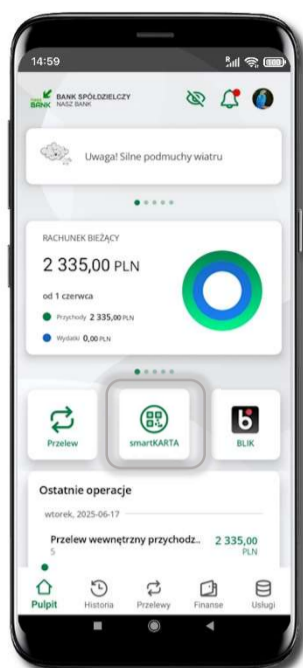 14:59
NASZ BANK
BANK SPÓŁDZIELCZY
NASZ BANK
Uwaga! Silne podmuchy wiatru
RACHUNEK BIEŻĄCY
2 335,00 PLN
od 1 czerwca
Przychody 2 335,00 PLN
Wydatki 0,00 PLN
Przelew
smartKARTA
BLIK
Ostatnie operacje
wtorek, 2025-06-17
Przelew wewnętrzny przychodz.. 2 335,00
S PLN
Pulpit Historia Przelewy Finanse Usługi